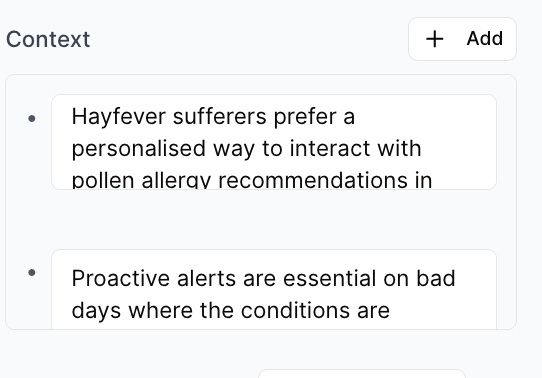 Context
+ Add
• Hayfever sufferers prefer a
personalised way to interact with
pollen allergy recommendations in
• Proactive alerts are essential on bad
days where the conditions are